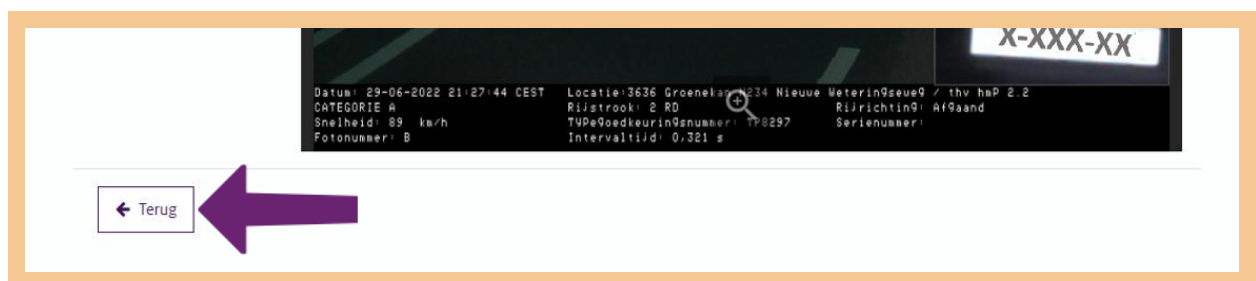 X-XXX-XX
Datum: 29-06-2022 21:27:44 CEST Locatie:3636 Groenekan N234 Nieuwe Weteringseweg / thv hmP 2.2
CATEGORIE A Rijstrook: 2 RD Rijrichting: Afgaand
Snelheid: 89 km/h TYPegoedkeuringsnummer: TP8297 Serienummer:
Fotonummer: B Intervaltijd: 0,321 s
Terug